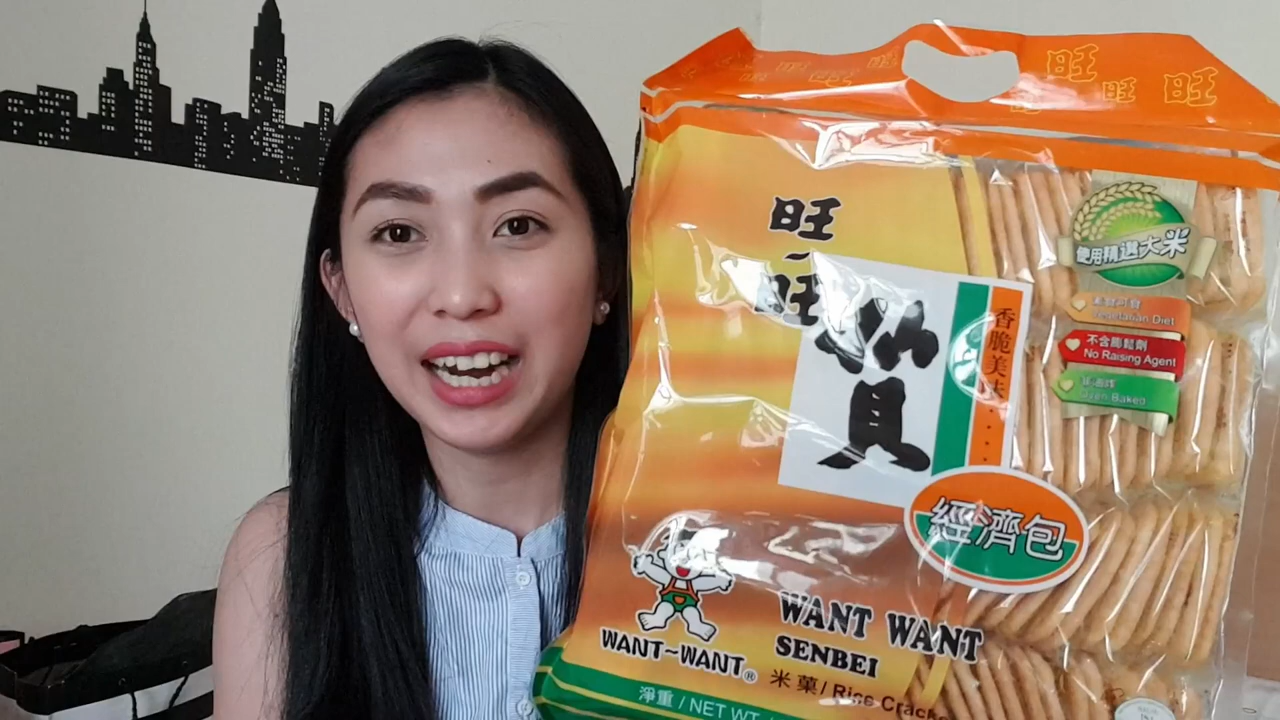 旺 旺 旺 旺
旺
旺
貝
香脆美味....
使用精選大米
Vegetarian Diet
不含膨鬆劑
No Raising Agent
Oven Baked
經濟包
WANT WANT
SENBEI
米菓/ Rice Cracke
WANT~WANT®
淨重/ NET WT.